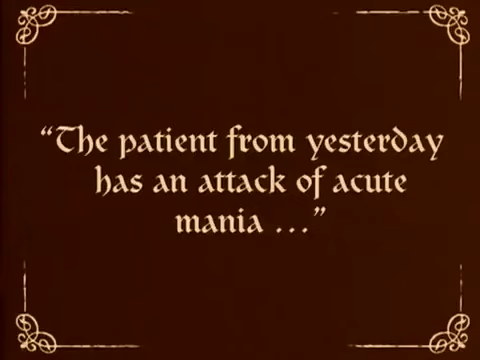 “The patient from yesterday
has an attack of acute
mania ...”